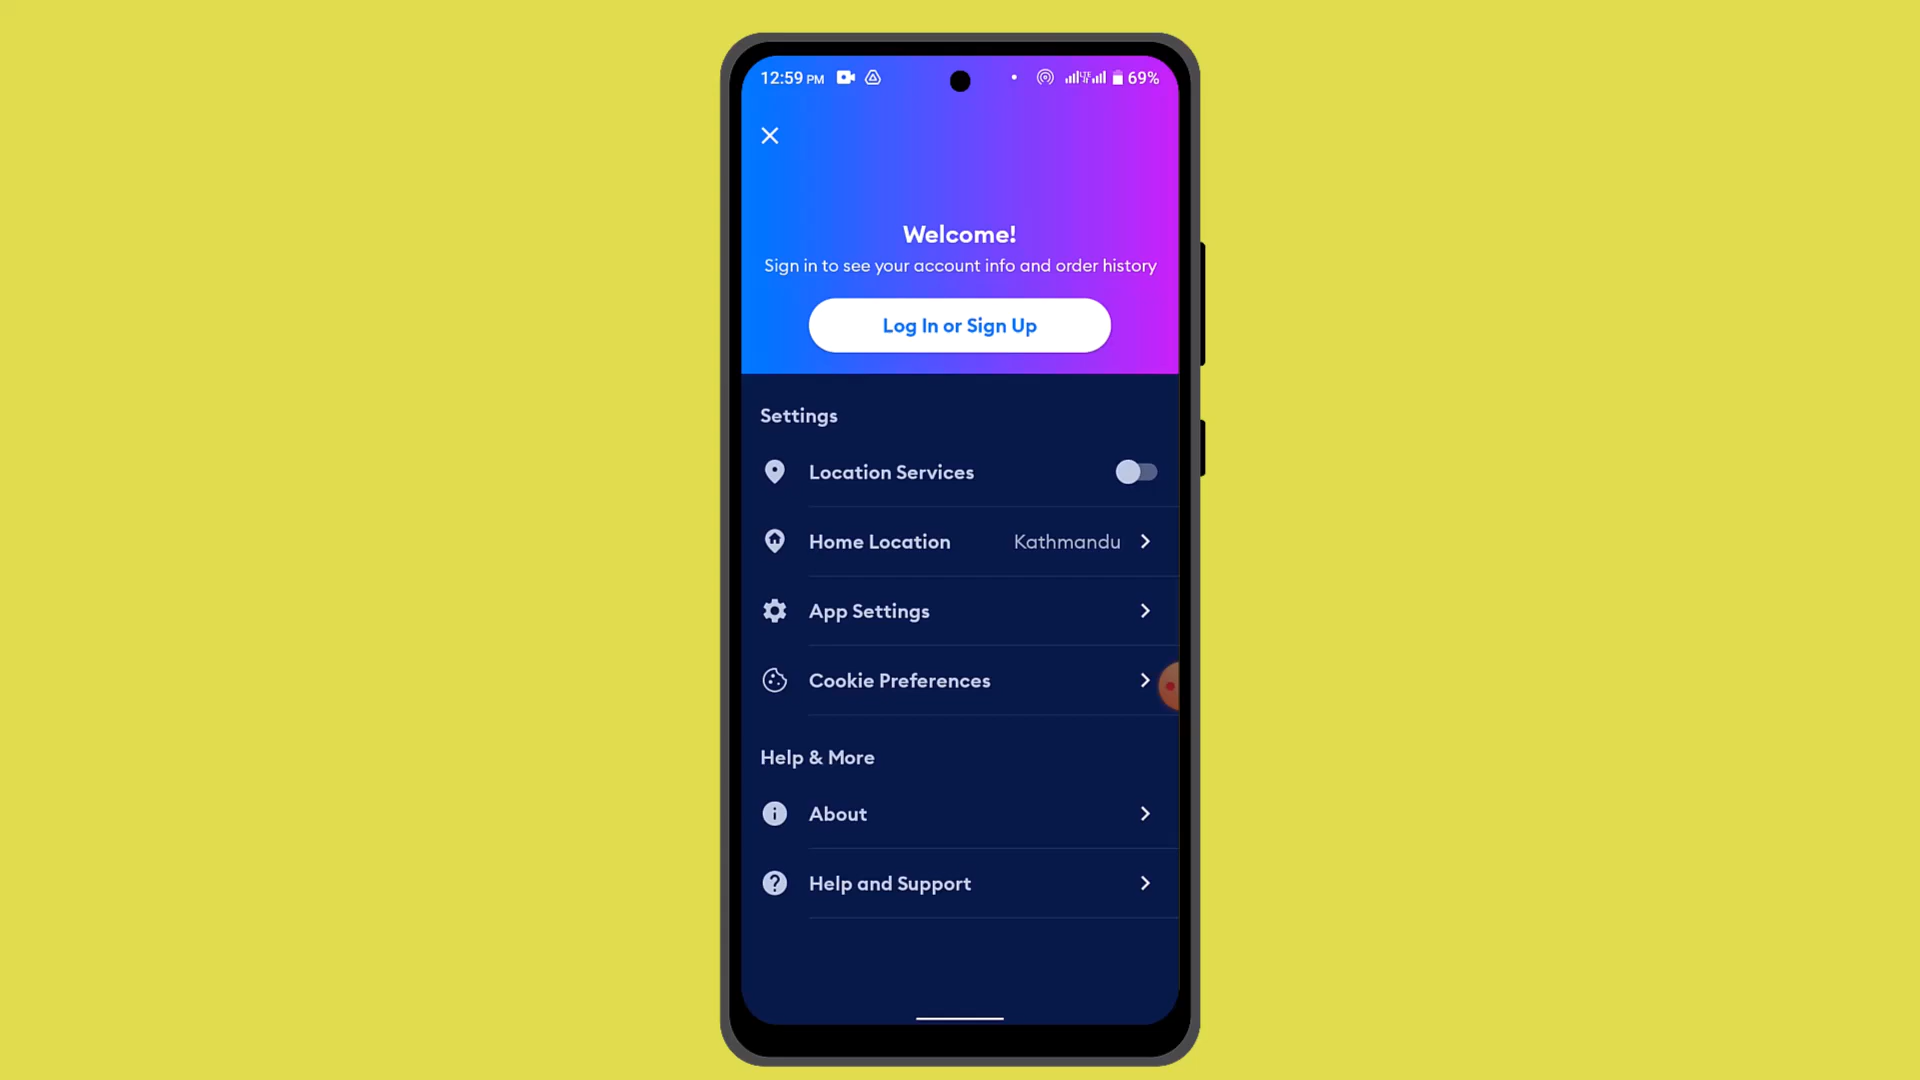 12:59 PM LTE 69%
Welcome!
Sign in to see your account info and order history
Log In or Sign Up
Settings
Location Services
Home Location Kathmandu
App Settings
Cookie Preferences
Help & More
About
Help and Support